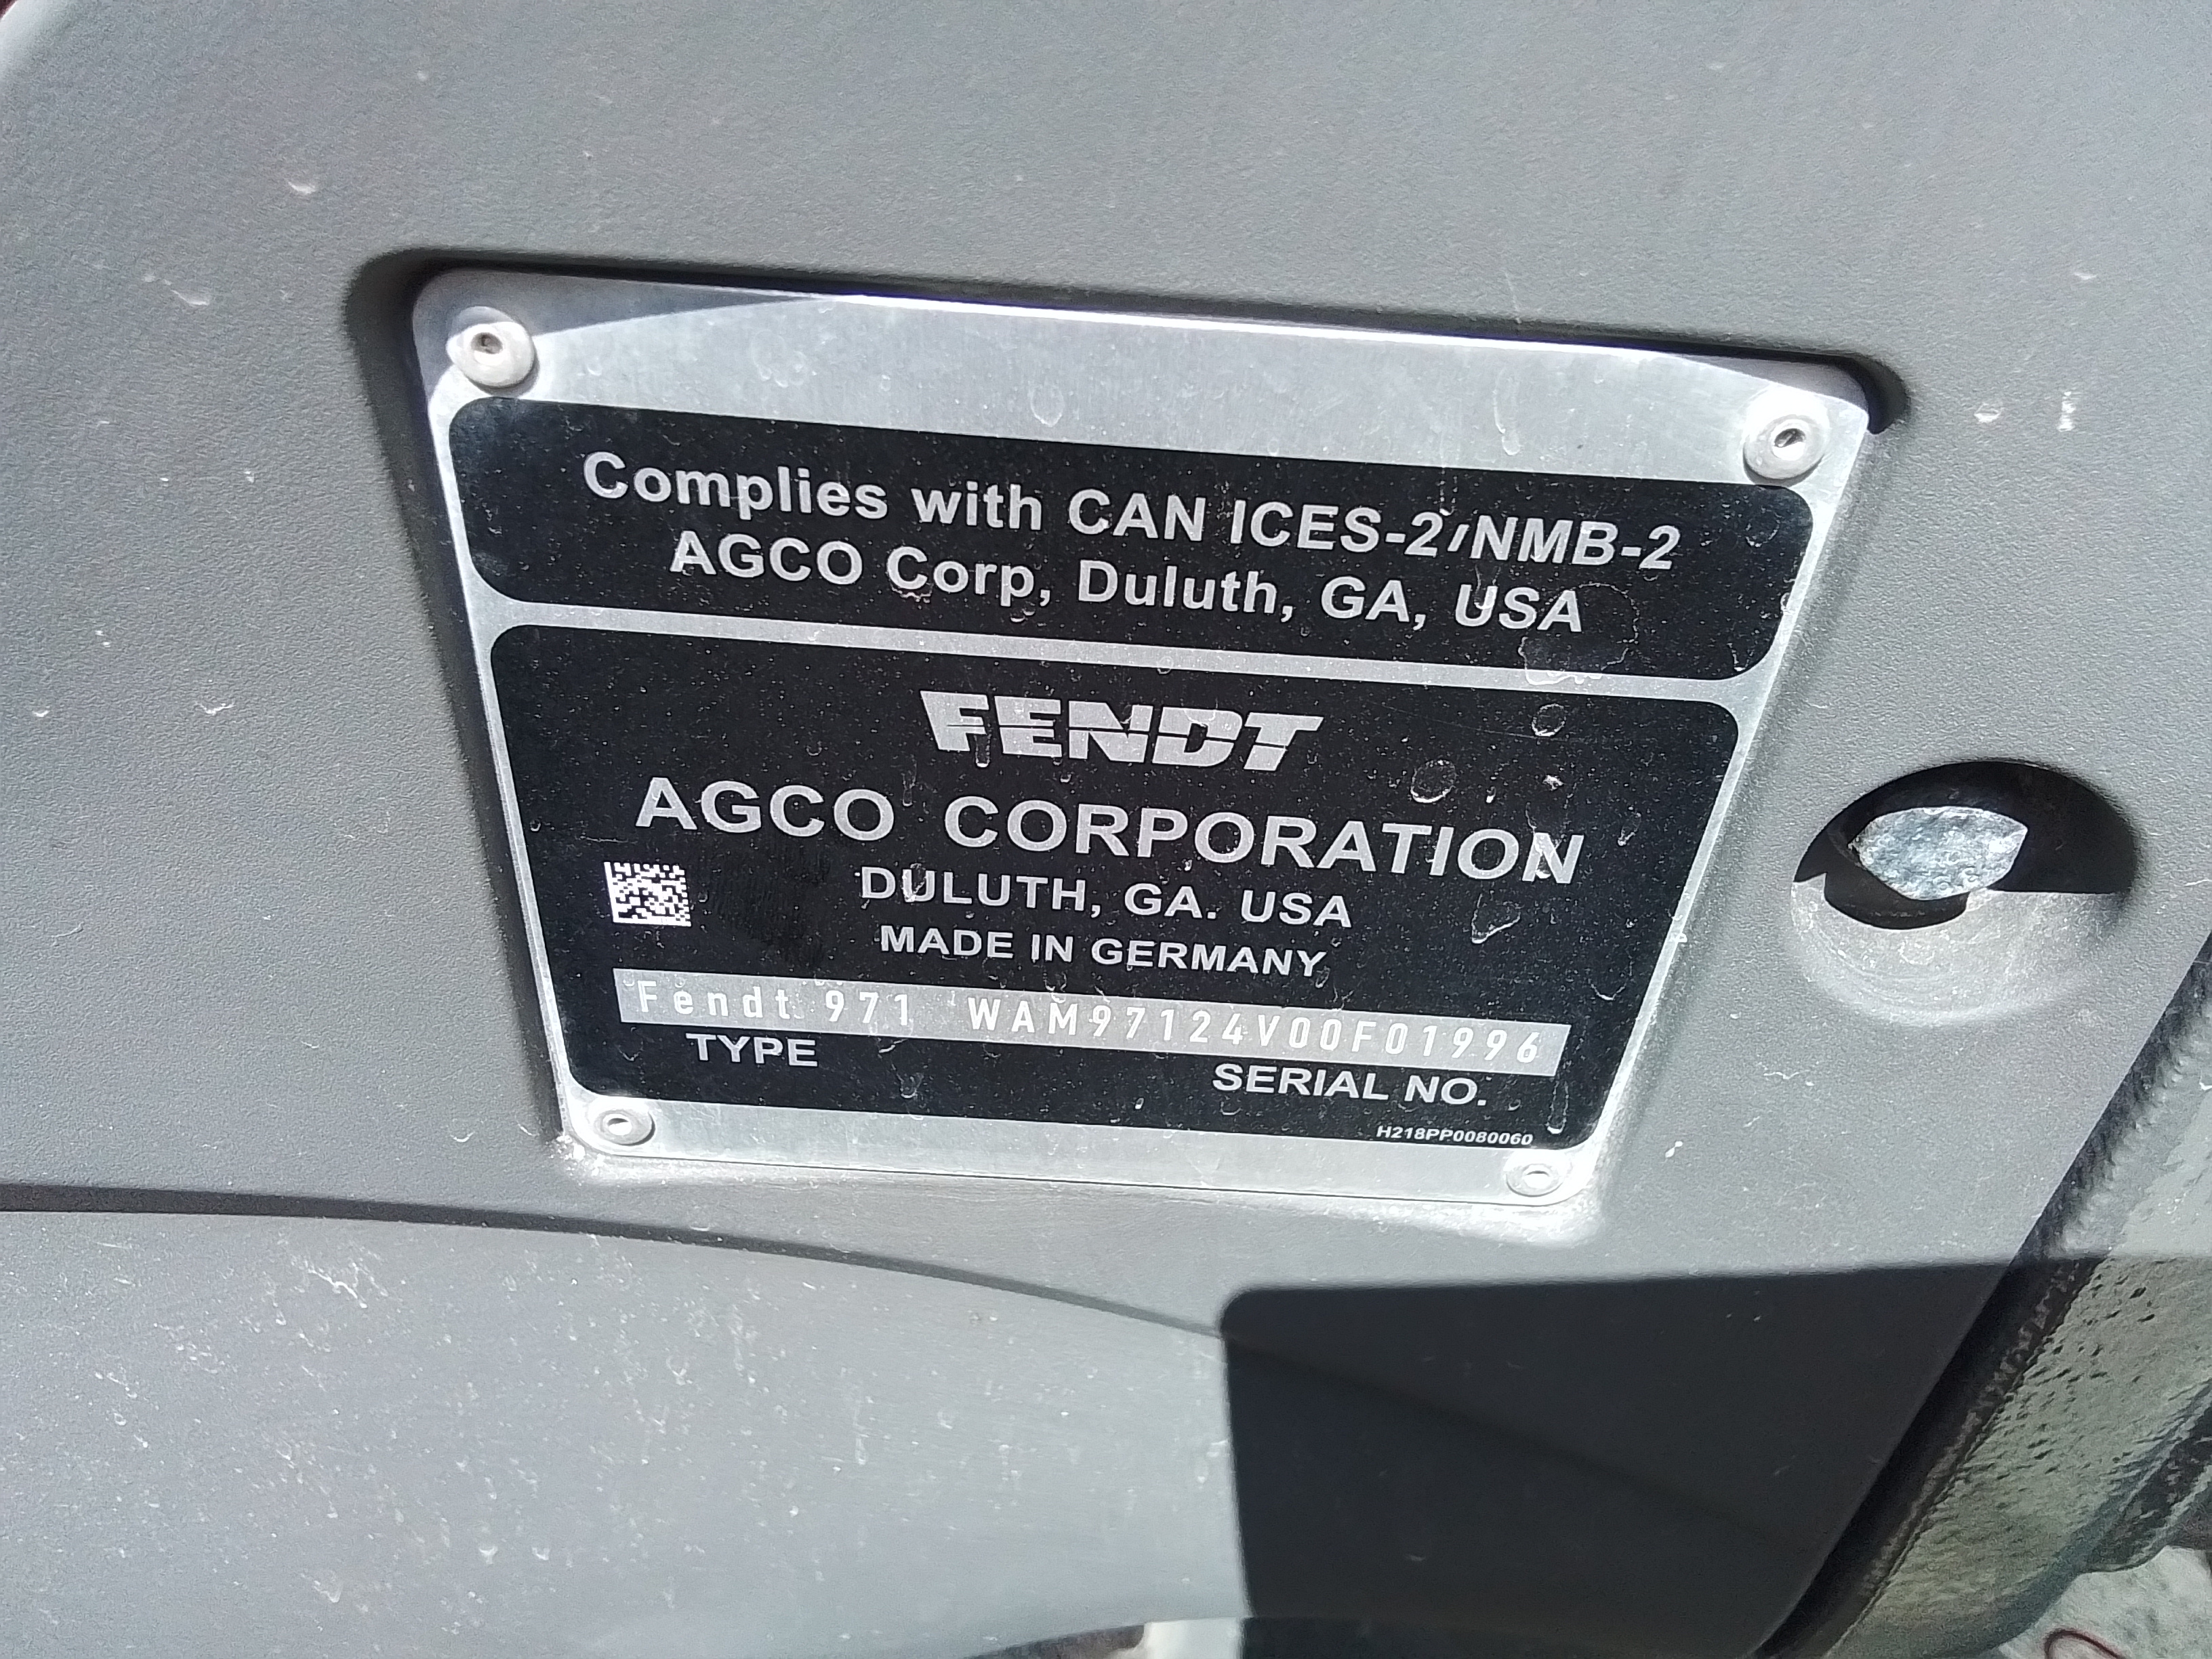 Complies with CAN ICES-2/NMB-2
AGCO Corp, Duluth, GA, USA
FENDT
AGCO CORPORATION
DULUTH, GA. USA
MADE IN GERMANY
Fendt 971 WAM97124V00F01996
TYPE SERIAL NO.
H218PP0080060